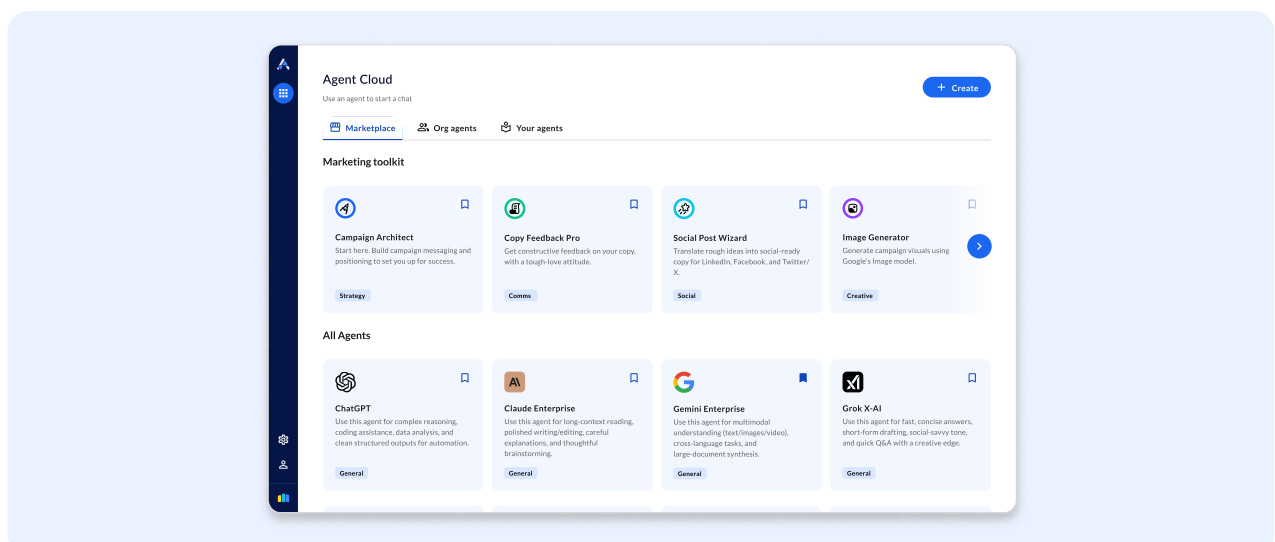 Agent Cloud
Use an agent to start a chat
Create
Marketplace
Org agents
Your agents
Marketing toolkit
Campaign Architect
Start here. Build campaign messaging and
positioning to set you up for success.
Strategy
Copy Feedback Pro
Get constructive feedback on your copy,
with a tough-love attitude.
Comms
Social Post Wizard
Translate rough ideas into social-ready
copy for LinkedIn, Facebook, and Twitter/
X.
Social
Image Generator
Generate campaign visuals using
Google's Image model.
Creative
All Agents
ChatGPT
Use this agent for complex reasoning,
coding assistance, data analysis, and
clean structured outputs for automation.
General
Claude Enterprise
Use this agent for long-context reading,
polished writing/editing, careful
explanations, and thoughtful
brainstorming.
General
Gemini Enterprise
Use this agent for multimodal
understanding (text/images/video),
cross-language tasks, and
large-document synthesis.
General
Grok X-AI
Use this agent for fast, concise answers,
short-form drafting, social-savvy tone,
and quick Q&A with a creative edge.
General